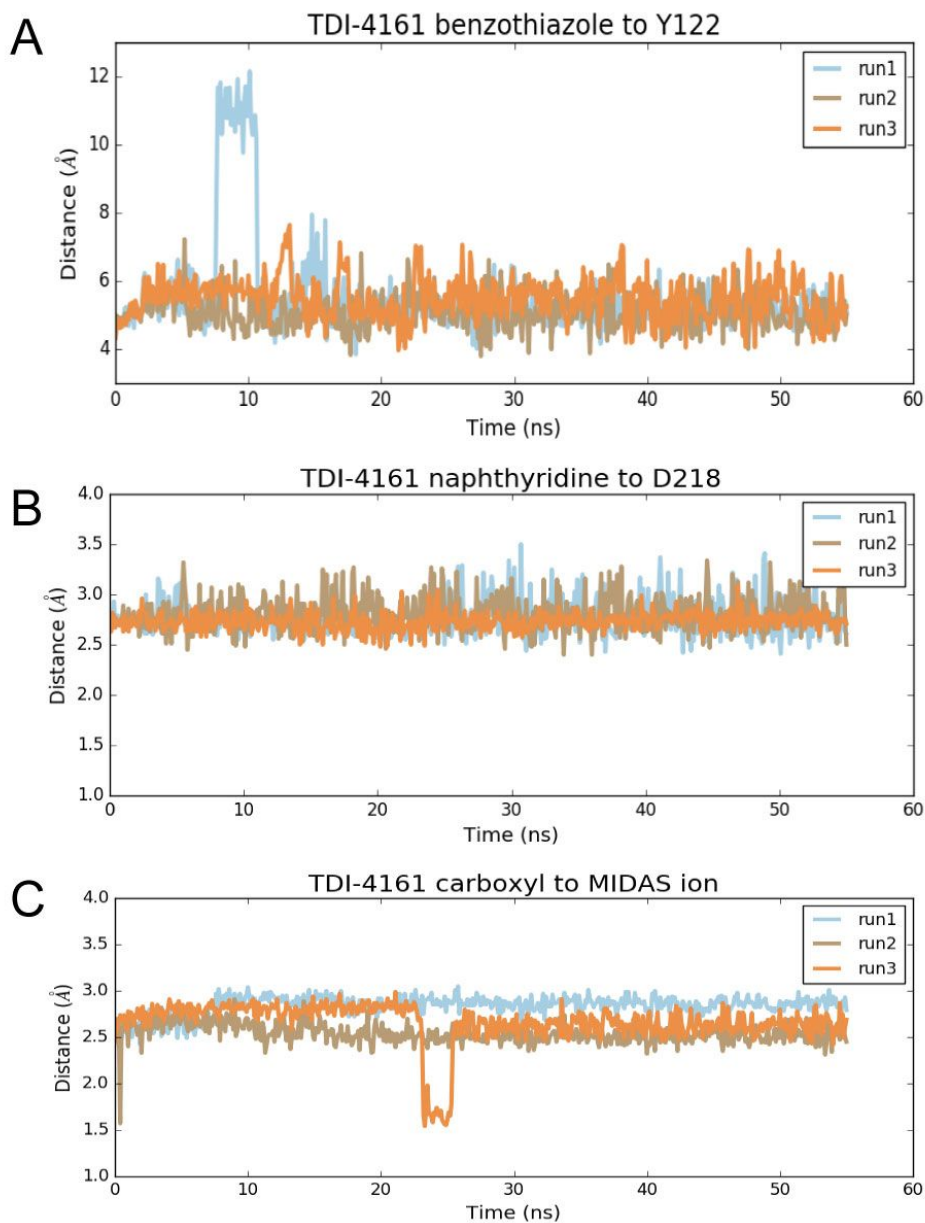 A
TDI-4161 benzothiazole to Y122
12
10
8
6
4
Distance (Å)
run1
run2
run3
0 10 20 30 40 50 60
Time (ns)
B
TDI-4161 naphthyridine to D218
4.0
3.5
3.0
2.5
2.0
1.5
1.0
Distance (Å)
run1
run2
run3
0 10 20 30 40 50 60
Time (ns)
C
TDI-4161 carboxyl to MIDAS ion
4.0
3.5
3.0
2.5
2.0
1.5
1.0
Distance (Å)
run1
run2
run3
0 10 20 30 40 50 60
Time (ns)